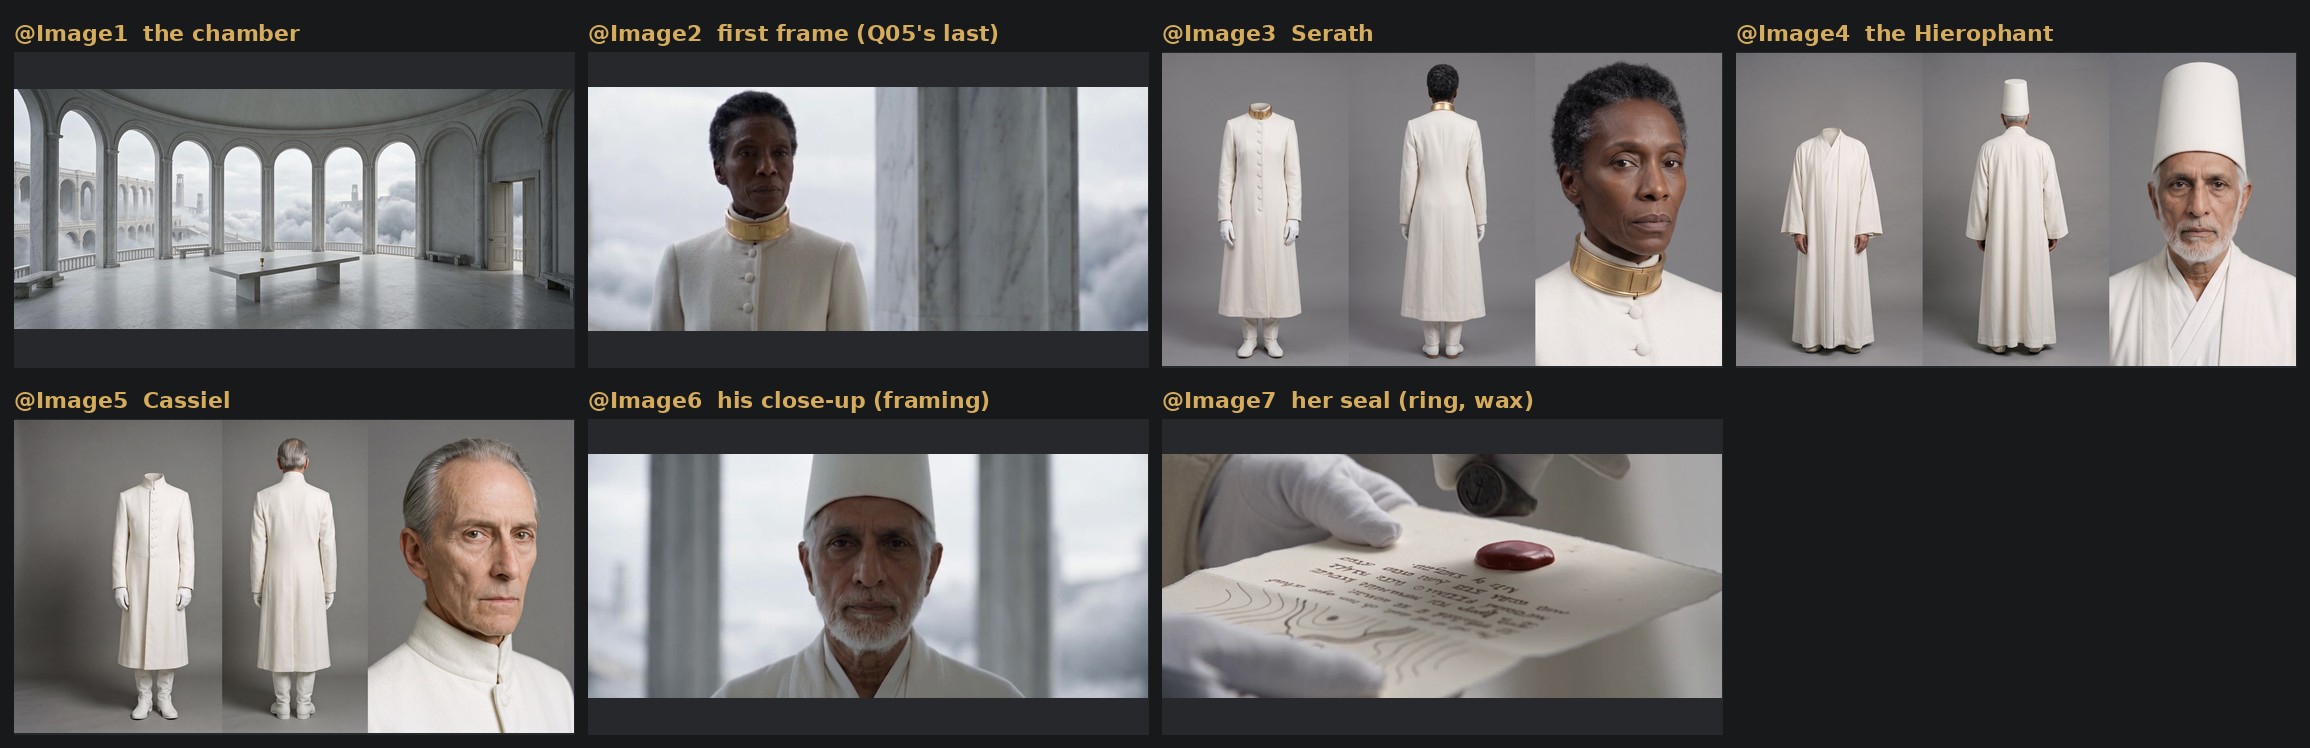 @Image1 the chamber
@Image2 first frame (Q05's last)
@Image3 Serath
@Image4 the Hierophant
@Image5 Cassiel
@Image6 his close-up (framing)
@Image7 her seal (ring, wax)